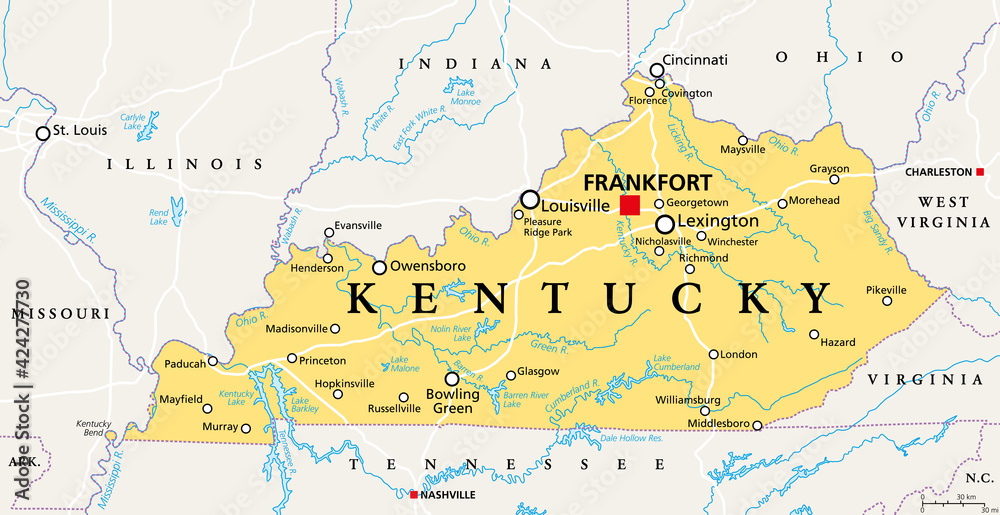 INDIANA
OHIO
Cincinnati
Covington
Florence
Wabash R.
White R.
East Fork White R.
Lake
Monroe
Licking R.
Ohio R.
Ohio R.
Maysville
Carlyle
Lake
St. Louis
ILLINOIS
Grayson
CHARLESTON
FRANKFORT
Louisville
Georgetown
Morehead
WEST
VIRGINIA
Mississippi R.
Rend
Lake
Wabash R.
Evansville
Pleasure
Ridge Park
Lexington
Kentucky R.
Nicholasville
Winchester
Big Sandy R.
Ohio R.
Henderson
Owensboro
Richmond
KENTUCKY
Pikeville
MISSOURI
Ohio R.
Madisonville
Nolin River
Lake
Green R.
Hazard
Paducah
Princeton
Lake
Malone
Barren R.
Glasgow
London
Lake
Cumberland
VIRGINIA
Hopkinsville
Mayfield
Kentucky
Lake
Lake
Barkley
Russellville
Bowling
Green
Barren River
Lake
Cumberland R.
Williamsburg
Kentucky
Bend
Murray
Middlesboro
Tennessee R.
Dale Hollow Res.
ARK.
Mississippi R.
TENNESSEE
NASHVILLE
N.C.
0 30 km
0 30 mi
Adobe Stock | #424277730